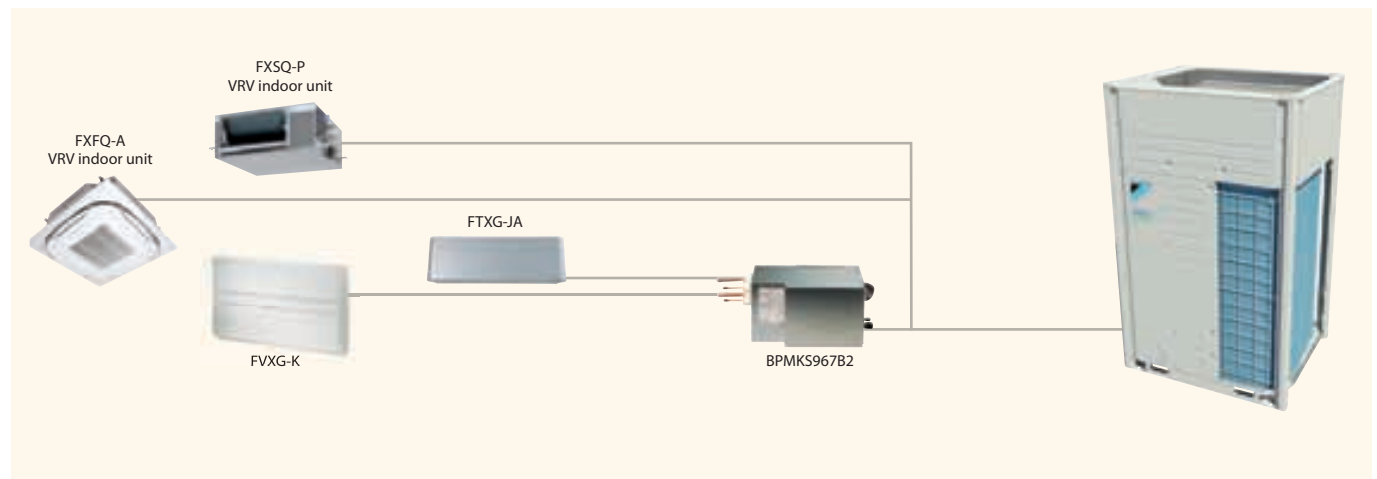 FXSQ-P
VRV indoor unit
FXFQ-A
VRV indoor unit
FTXG-JA
FVXG-K
BPMKS967B2